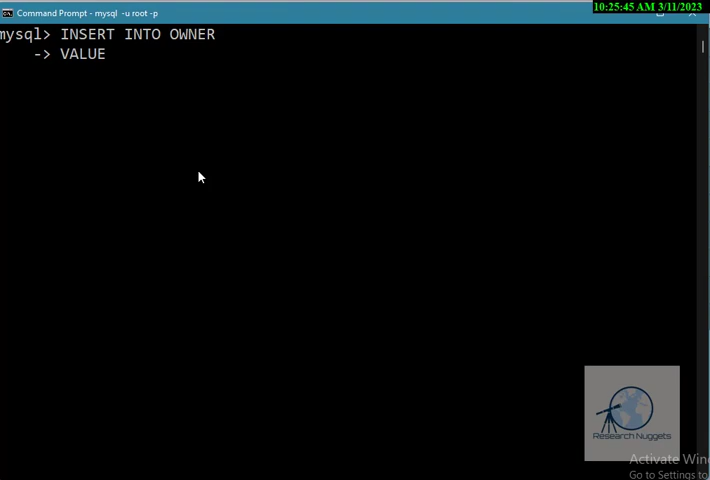 Command Prompt - mysql -u root -p
10:25:45 AM 3/11/2023
mysql> INSERT INTO OWNER
-> VALUE
Research Nuggets
Activate Win
Go to Settings to